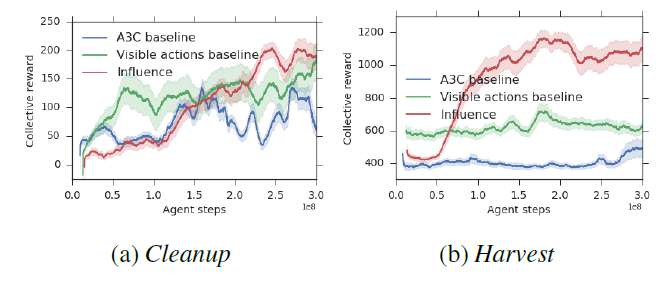 250
200
150
100
50
0
Collective reward
A3C baseline
Visible actions baseline
Influence
0.0 0.5 1.0 1.5 2.0 2.5 3.0
Agent steps 1e8
(a) Cleanup
1200
1000
800
600
400
Collective reward
A3C baseline
Visible actions baseline
Influence
0.0 0.5 1.0 1.5 2.0 2.5 3.0
Agent steps 1e8
(b) Harvest